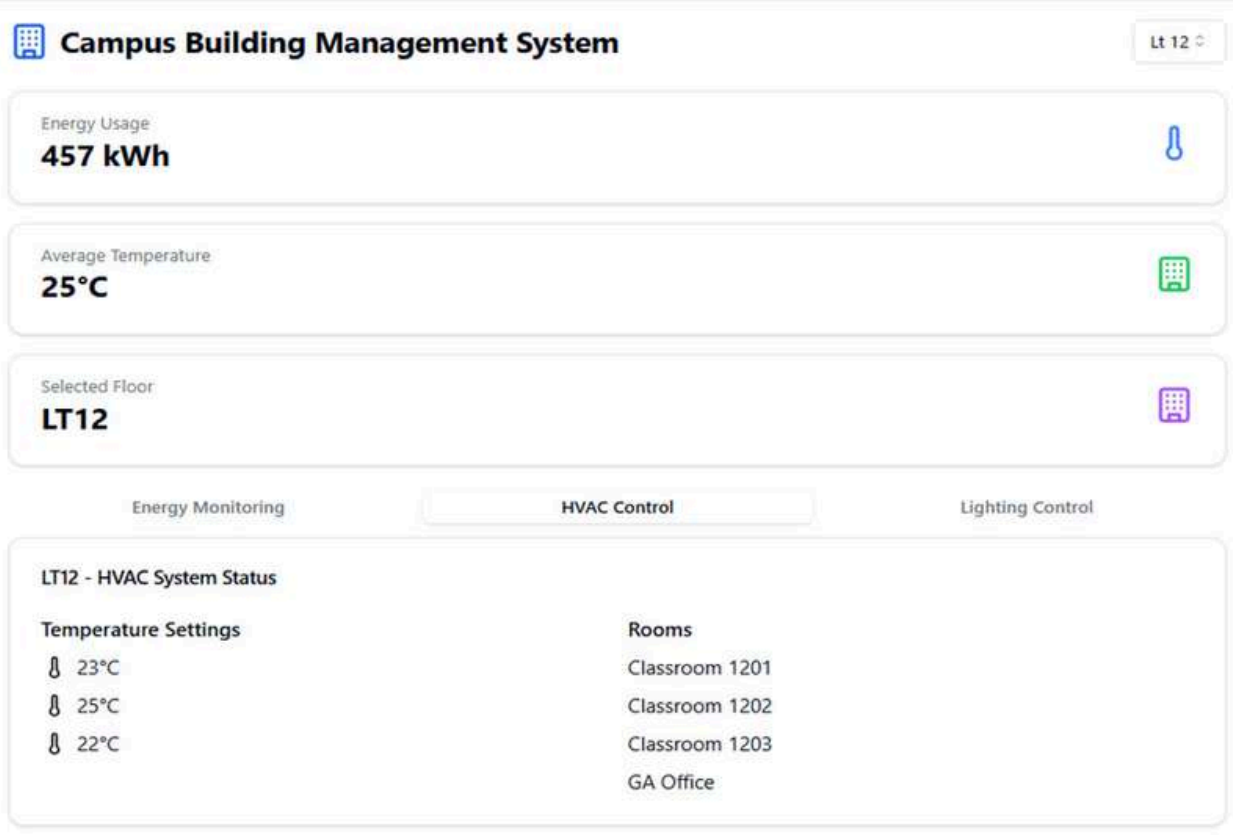 Campus Building Management System
Lt 12
Energy Usage
457 kWh
Average Temperature
25°C
Selected Floor
LT12
Energy Monitoring
HVAC Control
Lighting Control
LT12 - HVAC System Status
Temperature Settings
23°C
25°C
22°C
Rooms
Classroom 1201
Classroom 1202
Classroom 1203
GA Office